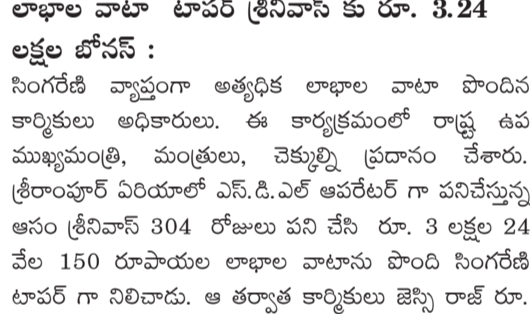 లాభాల వాటా టాపర్ శ్రీనివాస్ కు రూ. 3.24
లక్షల బోనస్ :
సింగరేణి వ్యాప్తంగా అత్యధిక లాభాల వాటా పొందిన
కార్మికులు అధికారులు. ఈ కార్యక్రమంలో రాష్ట్ర ఉప
ముఖ్యమంత్రి, మంత్రులు, చెక్కుల్ని ప్రదానం చేశారు.
శ్రీరాంపూర్ ఏరియాలో ఎస్.డి.ఎల్ ఆపరేటర్ గా పనిచేస్తున్న
ఆసం శ్రీనివాస్ 304 రోజులు పని చేసి రూ. 3 లక్షల 24
వేల 150 రూపాయల లాభాల వాటాను పొంది సింగరేణి
టాపర్ గా నిలిచాడు. ఆ తర్వాత కార్మికులు జెస్సి రాజ్ రూ.